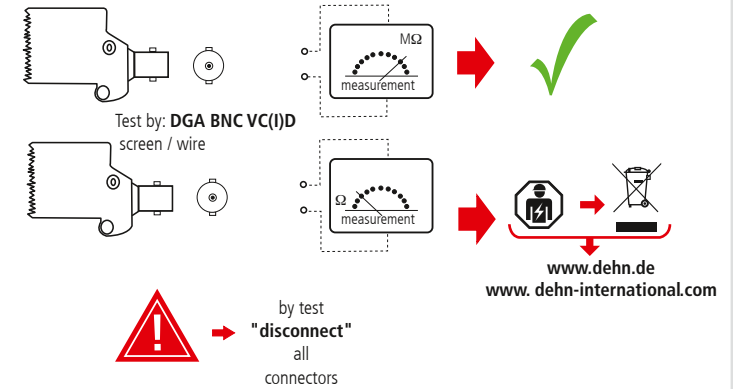 MΩ
measurement
Test by: DGA BNC VC(I)D
screen / wire
Ω
measurement
www.dehn.de
www. dehn-international.com
!
by test
"disconnect"
all
connectors